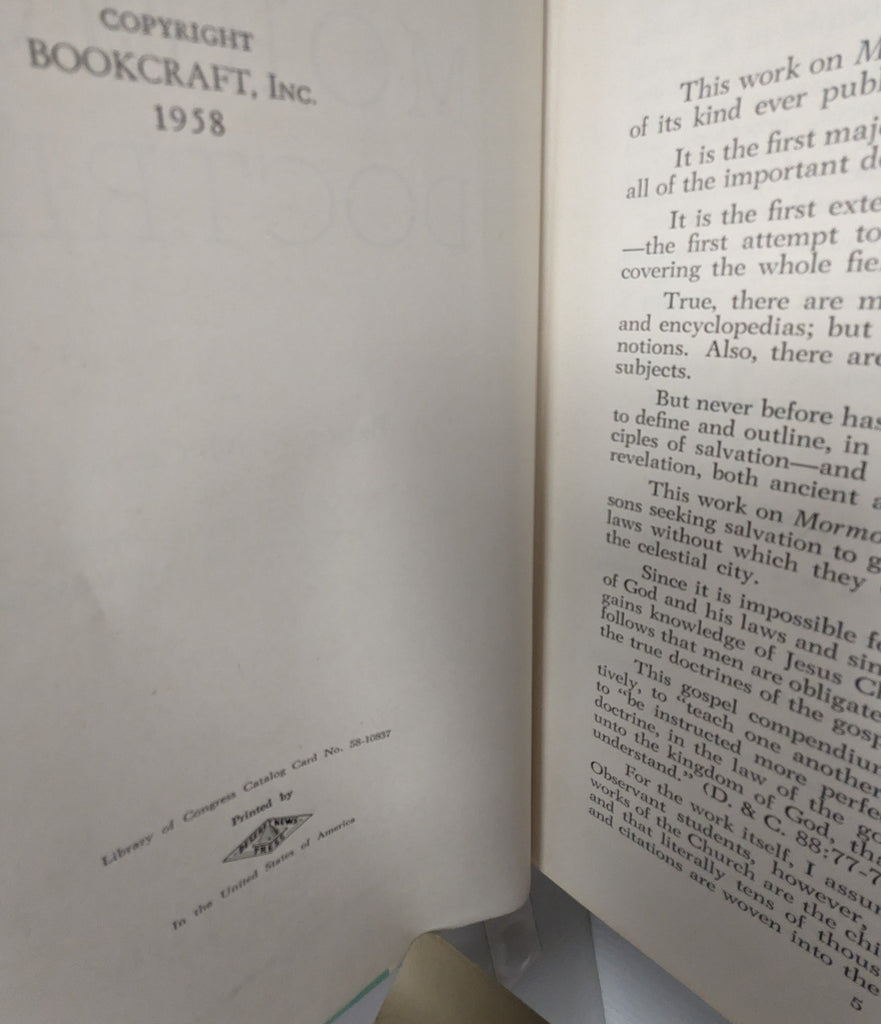 COPYRIGHT
BOOKCRAFT, INC.
1958
Library of Congress Catalog Card No. 58-10837
Printed by
DESERET NEWS
PRESS
In the United States of America
This work on M
of its kind ever publ
It is the first maj
all of the important d
It is the first exte
—the first attempt to
covering the whole fie
True, there are m
and encyclopedias; but
notions. Also, there are
subjects.
But never before has
to define and outline, in
ciples of salvation—and
revelation, both ancient a
This work on Mormo
sons seeking salvation to g
laws without which they
the celestial city.
Since it is impossible fo
of God and his laws and sin
gains knowledge of Jesus Ch
follows that men are obligate
the true doctrines of the gosp
This gospel compendium
tively, to "teach one another
to "be instructed more perfe
doctrine, in the law of the go
unto the kingdom of God, th
understand." (D. & C. 88:77-7
For the work itself, I assum
Observant students, however,
works of the Church are the chi
and that literally tens of thous
and citations are woven into the
5